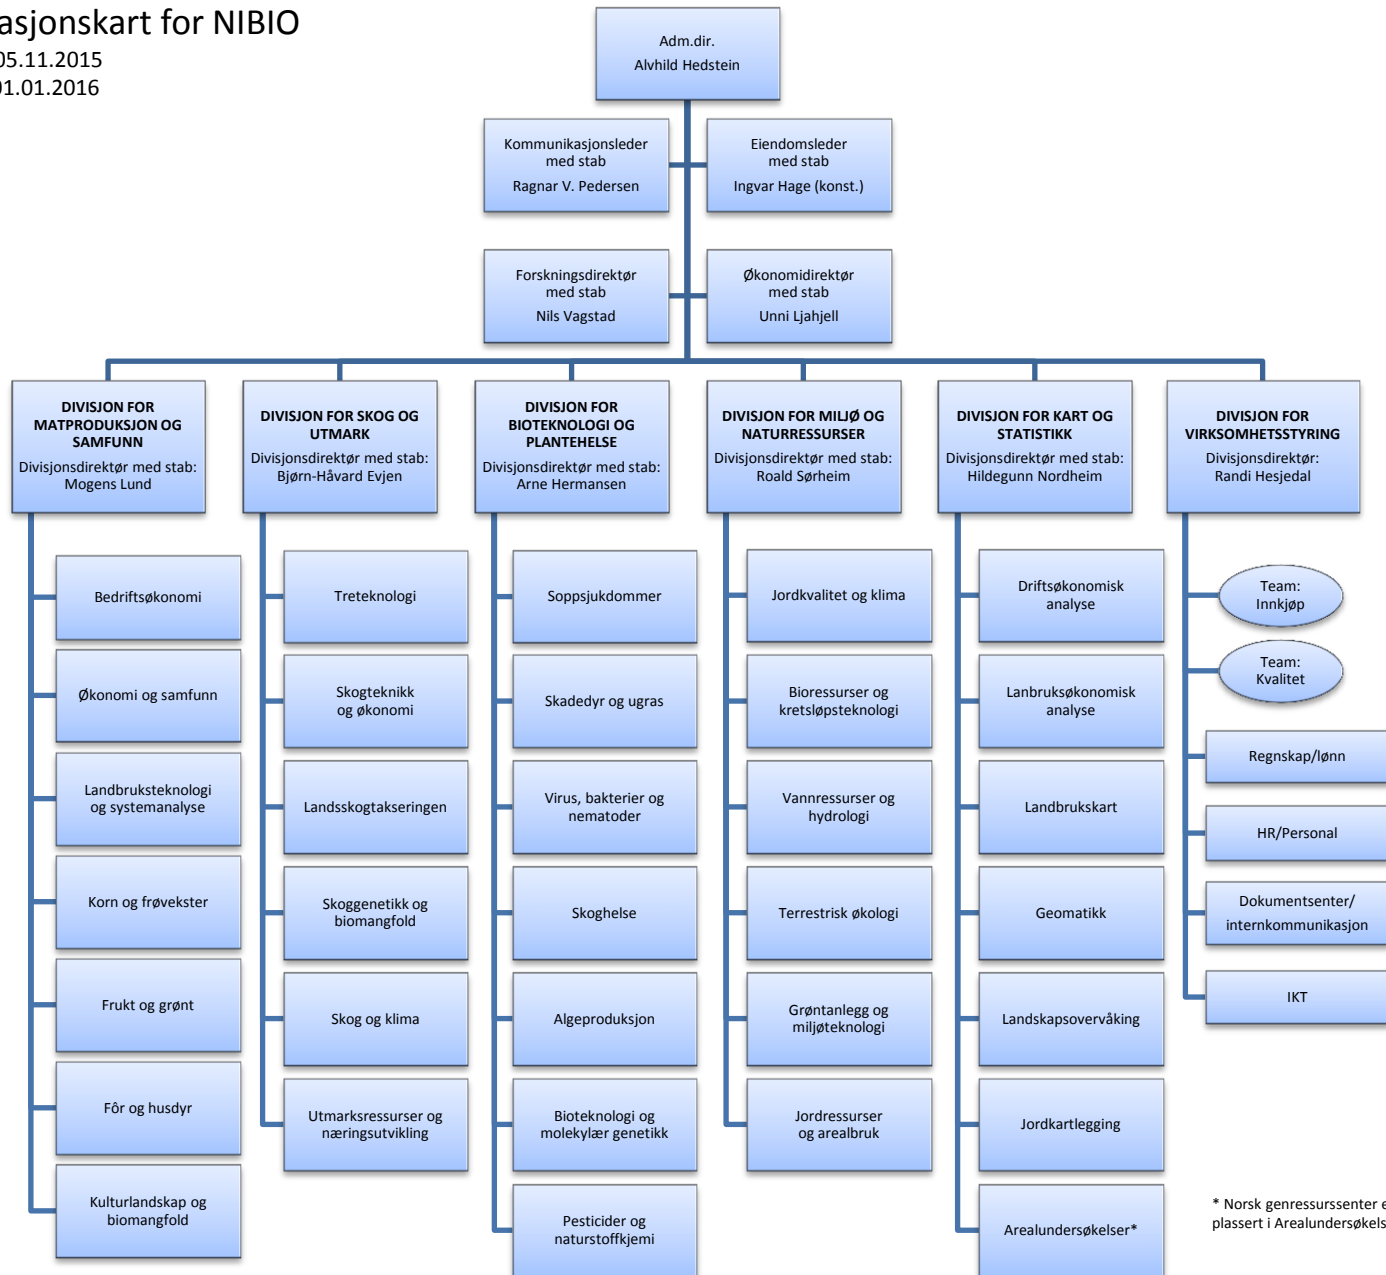 asjonskart for NIBIO
05.11.2015
01.01.2016
Adm.dir.
Alvhild Hedstein
Kommunikasjonsleder
med stab
Ragnar V. Pedersen
Eiendomsleder
med stab
Ingvar Hage (konst.)
Forskningsdirektør
med stab
Nils Vagstad
Økonomidirektør
med stab
Unni Ljahjell
DIVISJON FOR
MATPRODUKSJON OG
SAMFUNN
Divisjonsdirektør med stab:
Mogens Lund
Bedriftsøkonomi
Økonomi og samfunn
Landbruksteknologi
og systemanalyse
Korn og frøvekster
Frukt og grønt
Fôr og husdyr
Kulturlandskap og
biomangfold
DIVISJON FOR SKOG OG
UTMARK
Divisjonsdirektør med stab:
Bjørn-Håvard Evjen
Treteknologi
Skogteknikk
og økonomi
Landsskogtakseringen
Skoggenetikk og
biomangfold
Skog og klima
Utmarksressurser og
næringsutvikling
DIVISJON FOR
BIOTEKNOLOGI OG
PLANTEHELSE
Divisjonsdirektør med stab:
Arne Hermansen
Soppsjukdommer
Skadedyr og ugras
Virus, bakterier og
nematoder
Skoghelse
Algeproduksjon
Bioteknologi og
molekylær genetikk
Pesticider og
naturstoffkjemi
DIVISJON FOR MILJØ OG
NATURRESSURSER
Divisjonsdirektør med stab:
Roald Sørheim
Jordkvalitet og klima
Bioressurser og
kretsløpsteknologi
Vannressurser og
hydrologi
Terrestrisk økologi
Grøntanlegg og
miljøteknologi
Jordressurser
og arealbruk
DIVISJON FOR KART OG
STATISTIKK
Divisjonsdirektør med stab:
Hildegunn Nordheim
Driftsøkonomisk
analyse
Lanbruksøkonomisk
analyse
Landbrukskart
Geomatikk
Landskapsovervåking
Jordkartlegging
Arealundersøkelser*
DIVISJON FOR
VIRKSOMHETSSTYRING
Divisjonsdirektør:
Randi Hesjedal
Team:
Innkjøp
Team:
Kvalitet
Regnskap/lønn
HR/Personal
Dokumentsenter/
internkommunikasjon
IKT
* Norsk genressurssenter e
plassert i Arealundersøkels